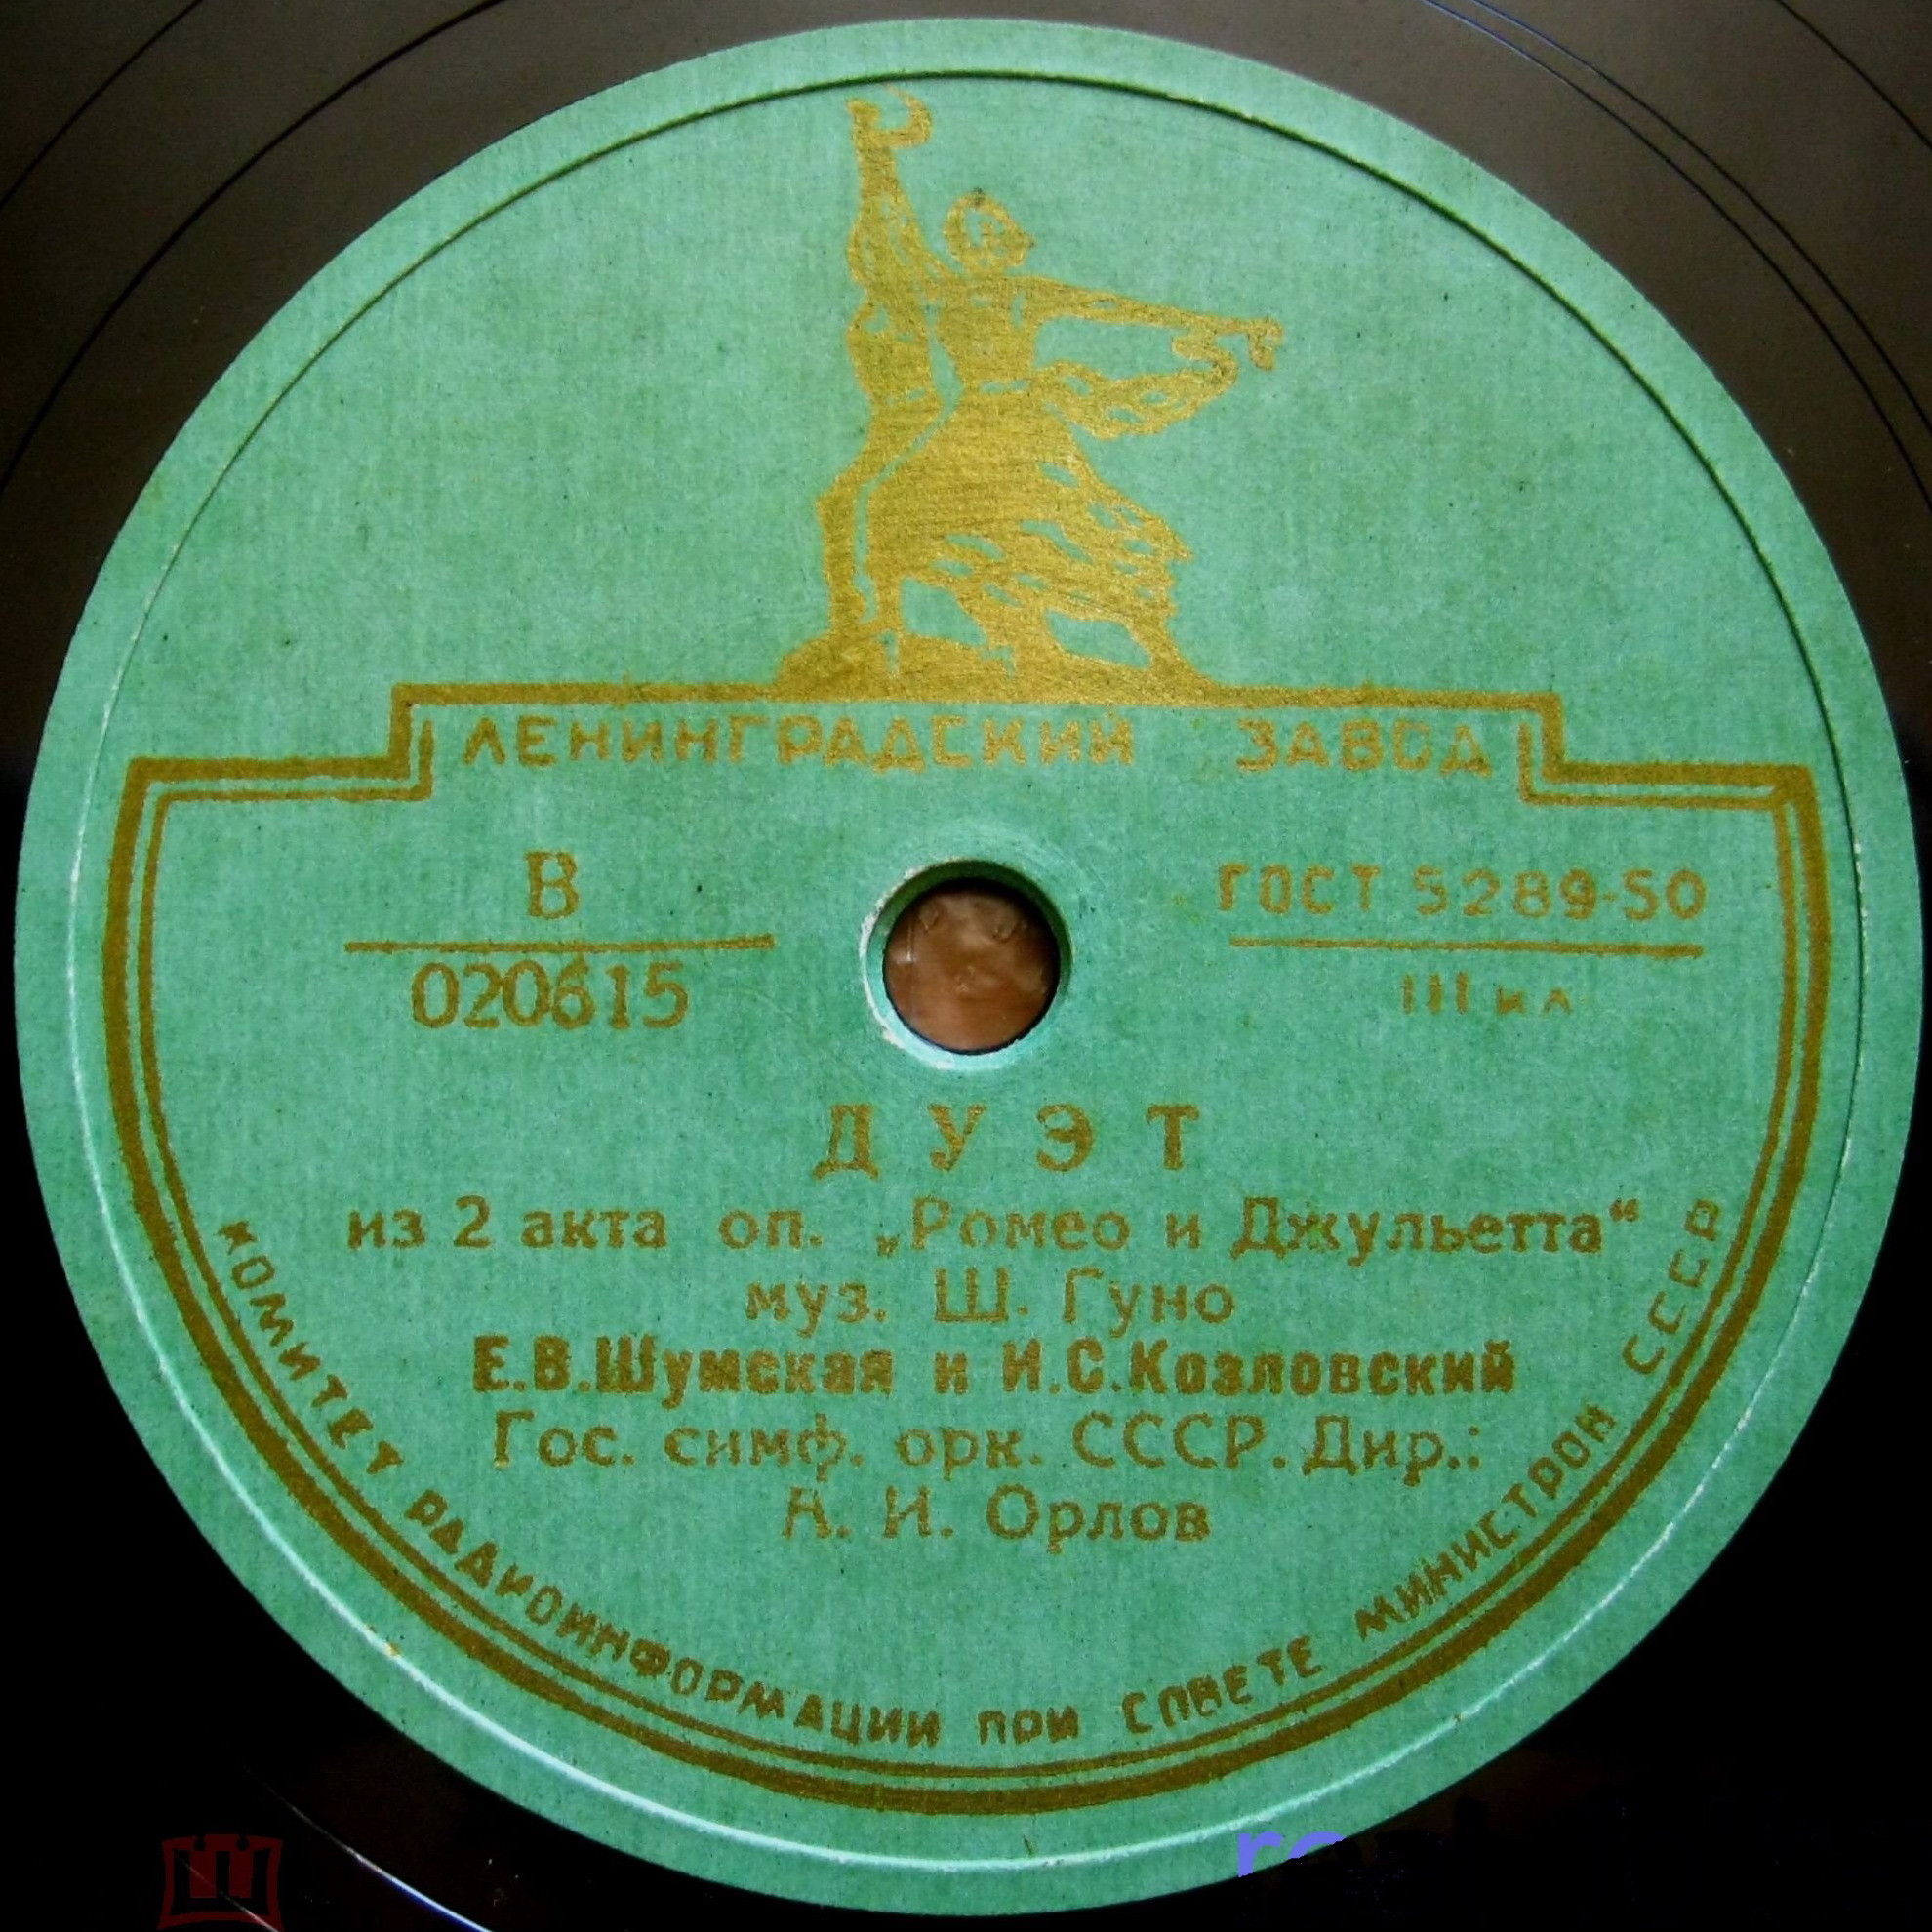 ЛЕНИНГРАДСКИЙ ЗАВОД
В
020615
ГОСТ 5289-50
III кл
ДУЭТ
из 2 акта оп. „Ромео и Джульетта“
муз. Ш. Гуно
Е.В.Шумская и И.С.Козловский
Гос. симф. орк. СССР. Дир.:
А. И. Орлов
КОМИТЕТ РАДИОИНФОРМАЦИИ ПРИ СОВЕТЕ МИНИСТРОВ СССР